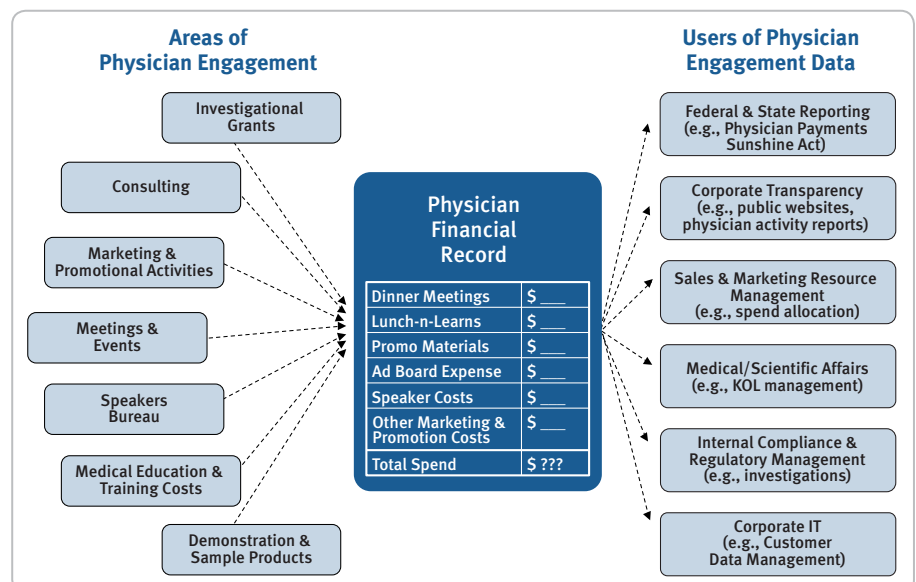 Areas of
Physician Engagement
Investigational
Grants
Consulting
Marketing &
Promotional Activities
Meetings &
Events
Speakers
Bureau
Medical Education &
Training Costs
Demonstration &
Sample Products
Physician
Financial
Record
Dinner Meetings $ ___
Lunch-n-Learns $ ___
Promo Materials $ ___
Ad Board Expense $ ___
Speaker Costs $ ___
Other Marketing & $ ___
Promotion Costs
Total Spend $ ???
Users of Physician
Engagement Data
Federal & State Reporting
(e.g., Physician Payments
Sunshine Act)
Corporate Transparency
(e.g., public websites,
physician activity reports)
Sales & Marketing Resource
Management
(e.g., spend allocation)
Medical/Scientific Affairs
(e.g., KOL management)
Internal Compliance &
Regulatory Management
(e.g., investigations)
Corporate IT
(e.g., Customer
Data Management)